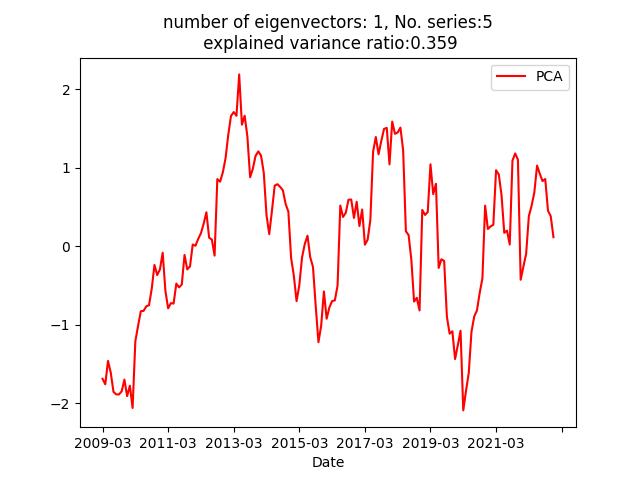 number of eigenvectors: 1, No. series:5
explained variance ratio:0.359
PCA
2
1
0
−1
−2
2009-03 2011-03 2013-03 2015-03 2017-03 2019-03 2021-03
Date